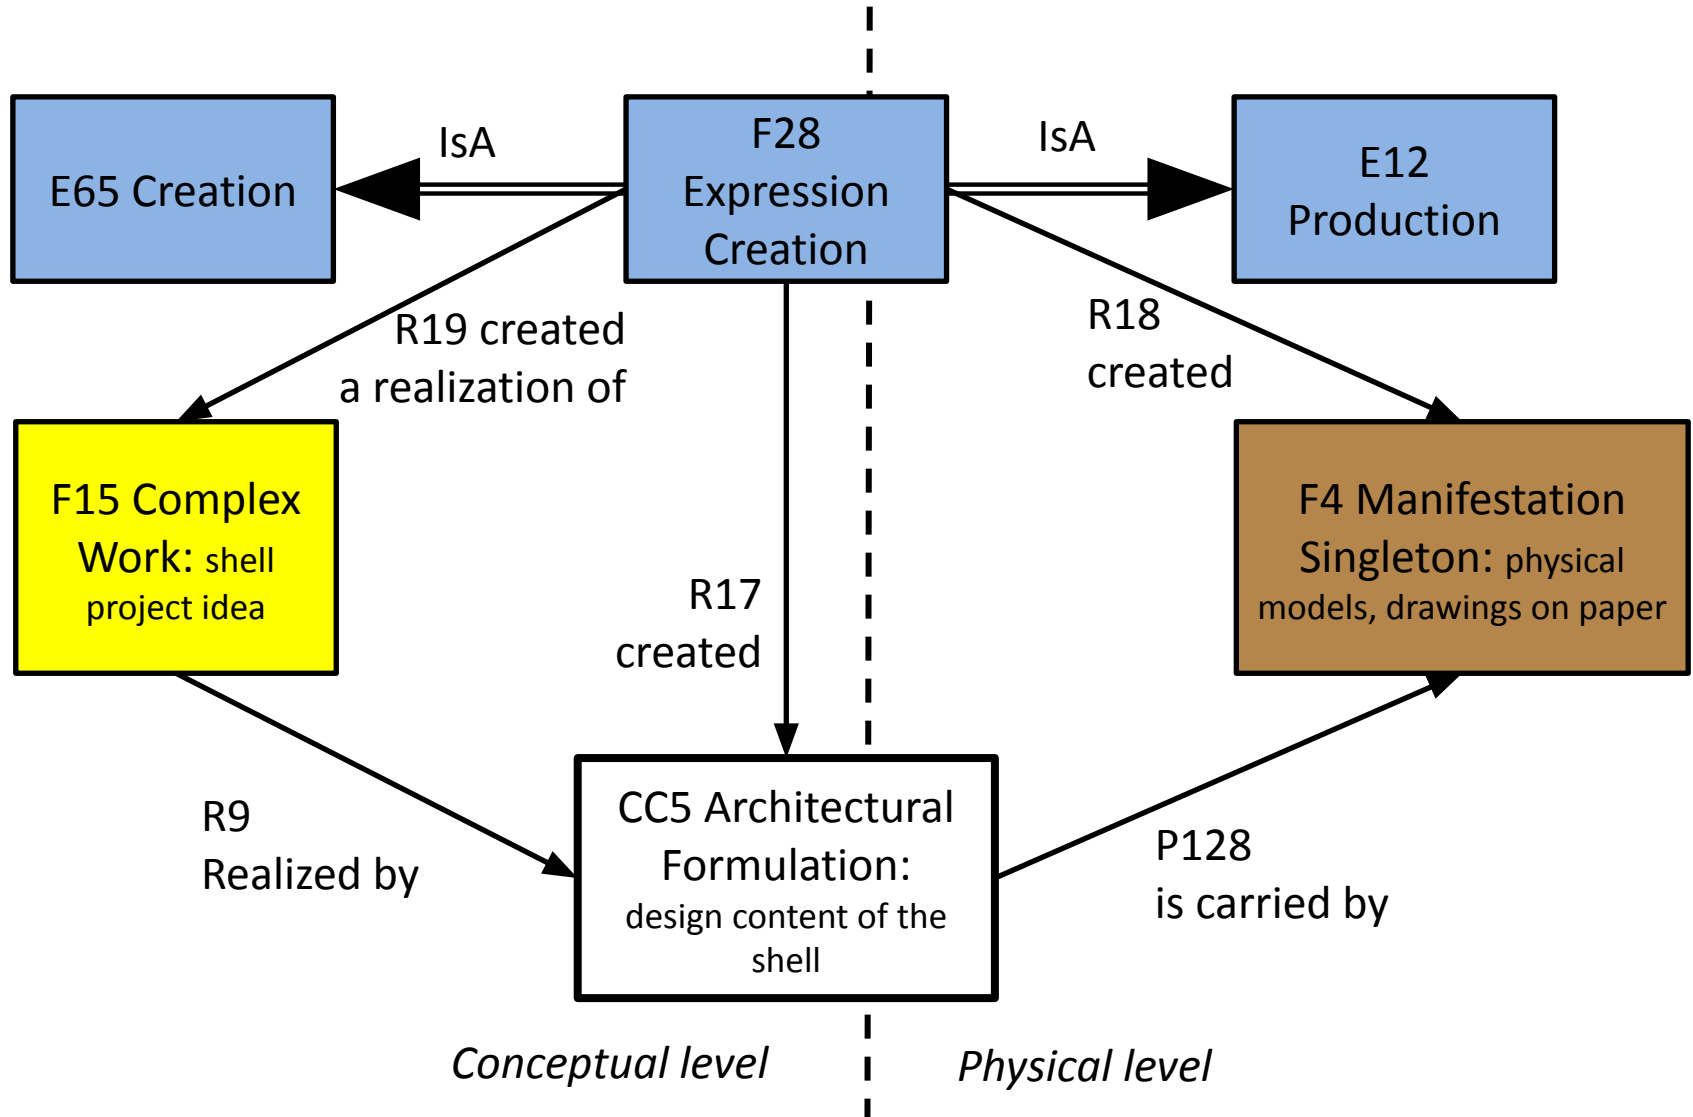 E65 Creation
IsA
F28
Expression
Creation
IsA
E12
Production
R19 created
a realization of
R18
created
F15 Complex
Work: shell
project idea
R17
created
F4 Manifestation
Singleton: physical
models, drawings on paper
R9
Realized by
CC5 Architectural
Formulation:
design content of the
shell
P128
is carried by
Conceptual level
Physical level